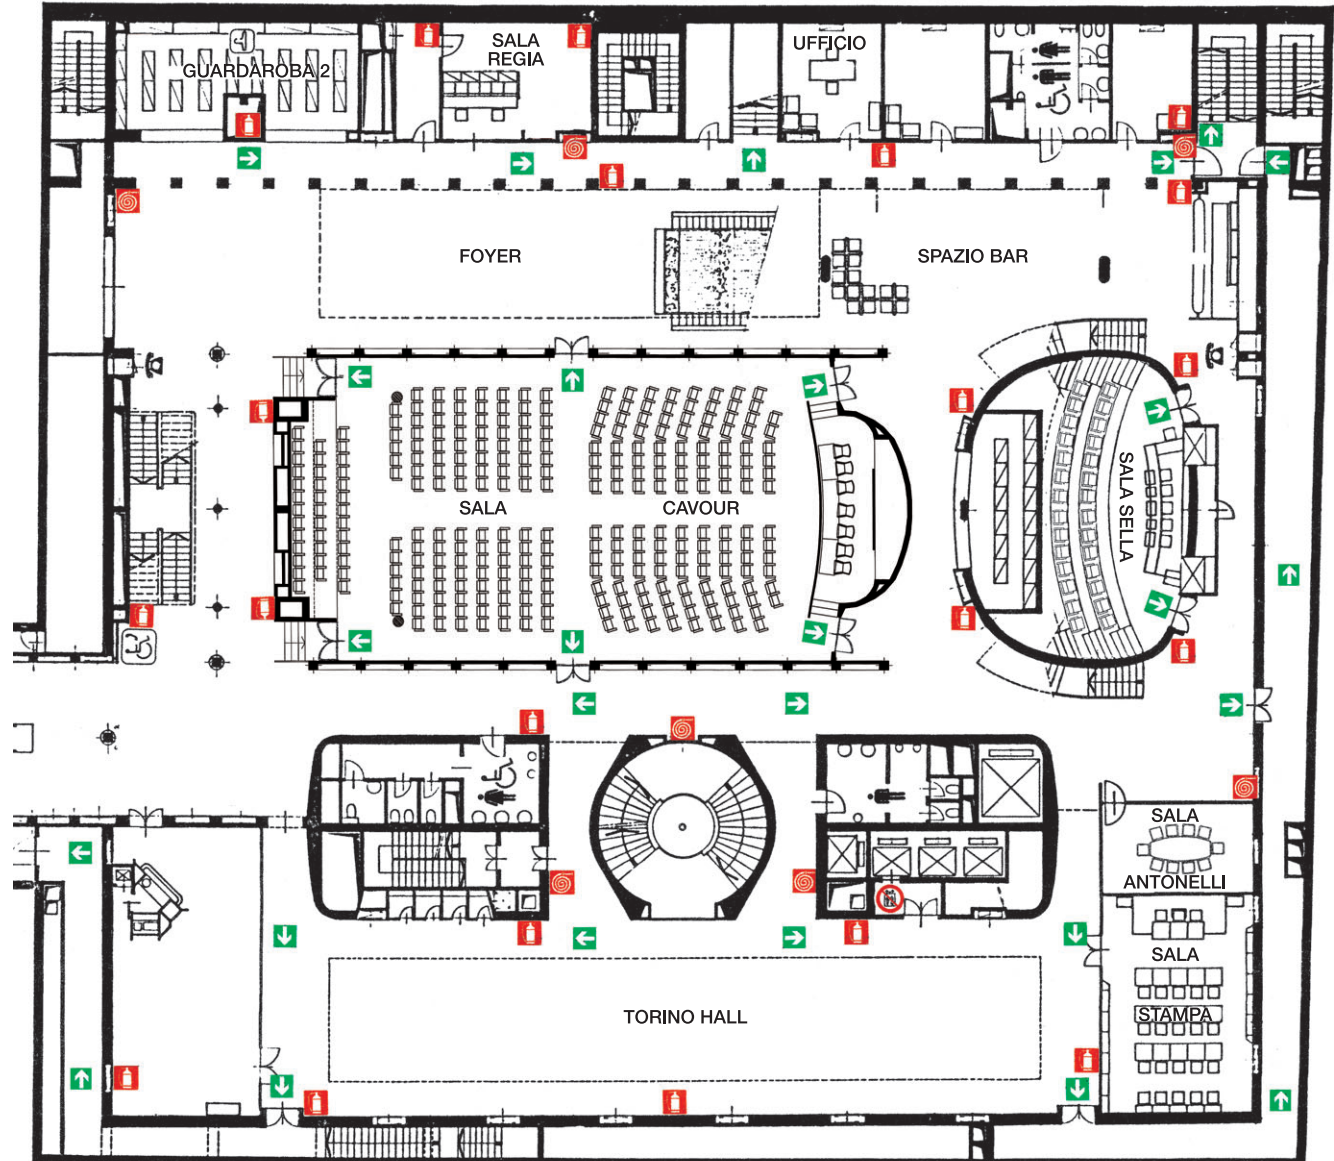 SALA
REGIA
UFFICIO
GUARDAROBA 2
FOYER
SPAZIO BAR
SALA
CAVOUR
SALA SELLA
SALA
ANTONELLI
SALA
STAMPA
TORINO HALL